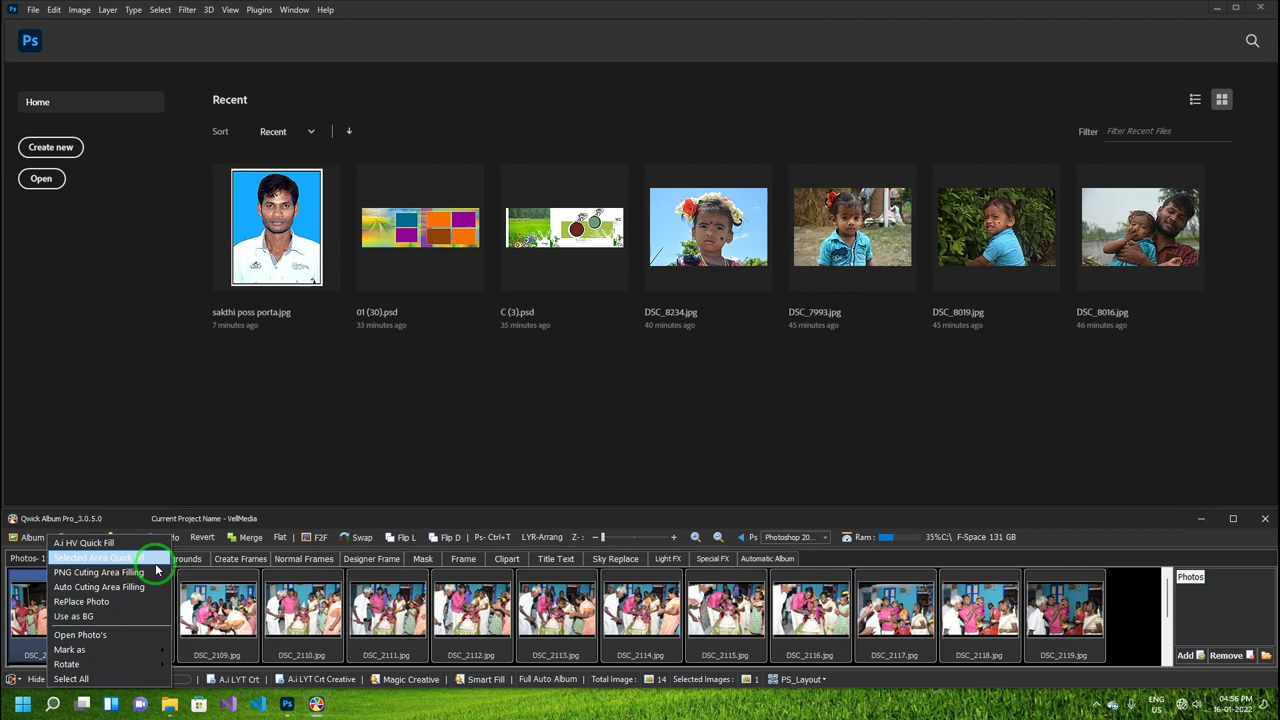 Ps File Edit Image Layer Type Select Filter 3D View Plugins Window Help
Ps
Home
Recent
Sort Recent
Filter Filter Recent Files
Create new
Open
sakthi poss porta.jpg
7 minutes ago
01 (30).psd
33 minutes ago
C (3).psd
35 minutes ago
DSC_8234.jpg
40 minutes ago
DSC_7993.jpg
45 minutes ago
DSC_8019.jpg
45 minutes ago
DSC_8016.jpg
46 minutes ago
Qwick Album Pro_3.0.5.0 Current Project Name - VellMedia
Album Revert Merge Flat F2F Swap Flip L Flip D Ps- Ctrl+T LYR-Arrang Z-: Ps Photoshop 20... Ram : 35% C:\ F-Space 131 GB
Photos- 1 Create Frames Normal Frames Designer Frame Mask Frame Clipart Title Text Sky Replace Light FX Special FX Automatic Album
A.i HV Quick Fill
Selected Area Quick
PNG Cuting Area Filling
Auto Cuting Area Filling
RePlace Photo
Use as BG
Open Photo's
Mark as
Rotate
Select All
DSC_2109.jpg DSC_2110.jpg DSC_2111.jpg DSC_2112.jpg DSC_2113.jpg DSC_2114.jpg DSC_2115.jpg DSC_2116.jpg DSC_2117.jpg DSC_2118.jpg DSC_2119.jpg
Photos
Add Remove
Hide A.i LYT Crt A.i LYT Crt Creative Magic Creative Smart Fill Full Auto Album Total Image : 14 Selected Images : 1 PS_Layout
Ps
ENG
US
04:56 PM
16-01-2022